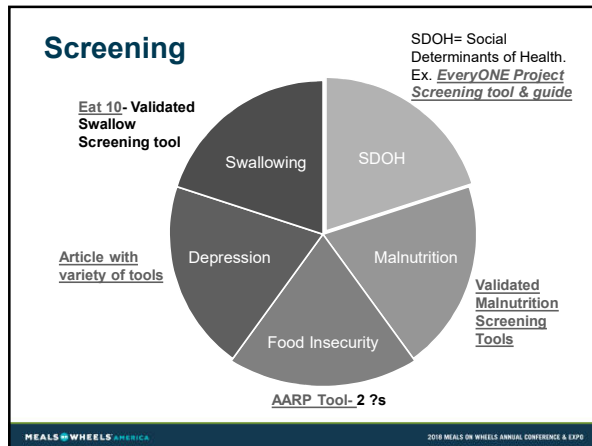 Screening
SDOH= Social
Determinants of Health.
Ex. EveryONE Project
Screening tool & guide
Eat 10- Validated
Swallow
Screening tool
Swallowing
SDOH
Article with
variety of tools
Depression
Malnutrition
Validated
Malnutrition
Screening
Tools
Food Insecurity
AARP Tool- 2 ?s
MEALS ON WHEELS AMERICA
2018 MEALS ON WHEELS ANNUAL CONFERENCE & EXPO